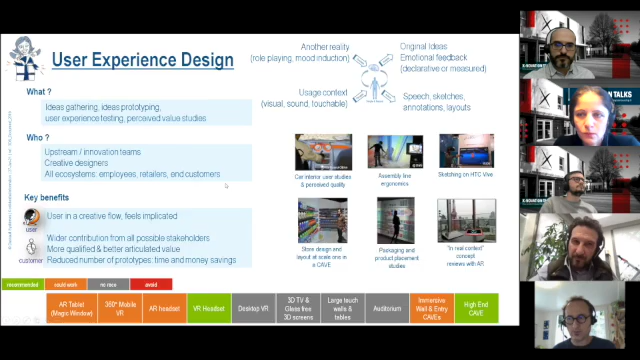 User Experience Design
What ?
Ideas gathering, ideas prototyping,
user experience testing, perceived value studies
Who ?
Upstream / innovation teams
Creative designers
All ecosystems: employees, retailers, and customers
Key benefits
user
User in a creative flow, feels implicated
Wider contribution from all possible stakeholders
More qualified & better articulated value
customer
Reduced number of prototypes: time and money savings
Another reality
(role playing, mood induction)
Original Ideas
Emotional feedback
(declarative or measured)
Usage context
(visual, sound, touchable)
Speech, sketches,
annotations, layouts
Car interior user studies
& perceived quality
Assembly line
ergonomics
Sketching on HTC Vive
Store design and
layout at scale one in a
CAVE
Packaging and
product placement
studies
"In real context"
concept
reviews with AR
recommended
could work
no race
avoid
AR Tablet
(Magic Window)
360° Mobile
VR
AR headset
VR Headset
Desktop VR
3D TV &
Glass free
3D screens
Large touch
walls &
tables
Auditorium
Immersive
Wall & Entry
CAVEs
High End
CAVE
N TALKS